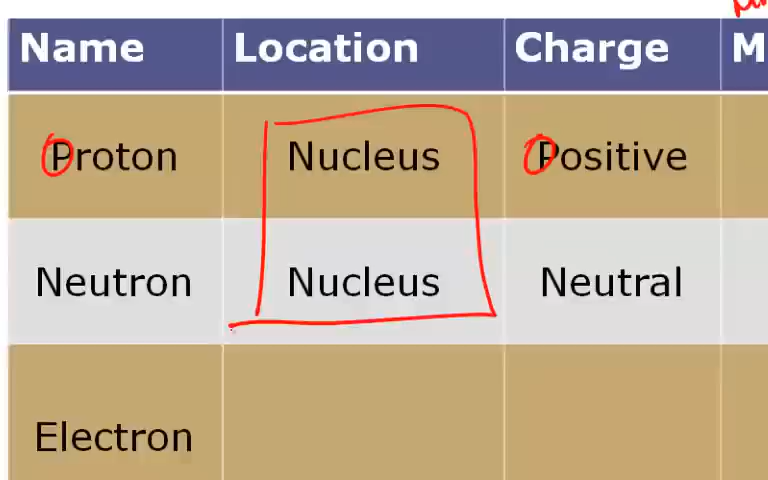 Name Location Charge M
Proton Nucleus Positive
Neutron Nucleus Neutral
Electron